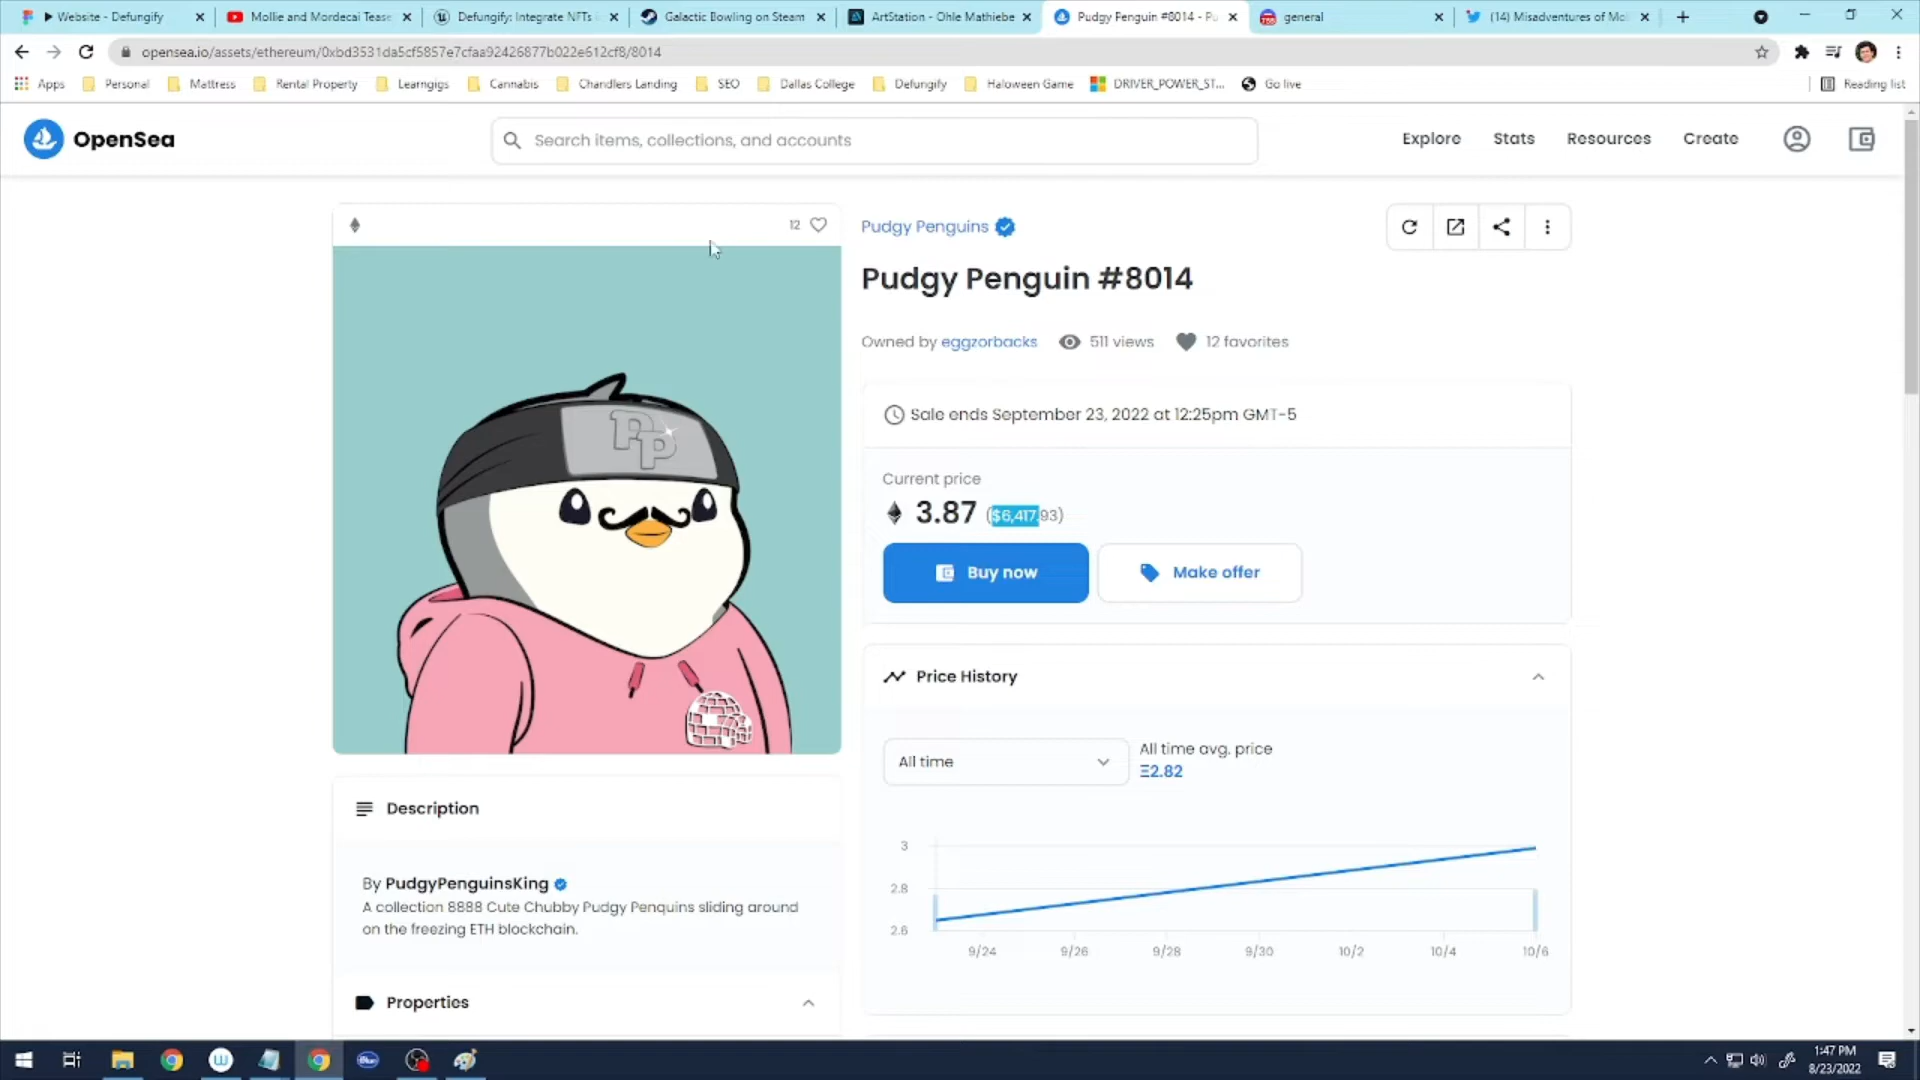 Website - Defungify
Mollie and Mordecai Tease
Defungify: Integrate NFTs
Galactic Bowling on Steam
ArtStation - Ohle Mathiebe
Pudgy Penguin #8014 - Pu
general
(14) Misadventures of Mol
opensea.io/assets/ethereum/0xbd3531da5cf5857e7cfaa92426877b022e612cf8/8014
Apps
Personal
Mattress
Rental Property
Learngigs
Cannabis
Chandlers Landing
SEO
Dallas College
Defungify
Haloween Game
DRIVER_POWER_ST...
Go live
Reading list
OpenSea
Search items, collections, and accounts
Explore
Stats
Resources
Create
12
Pudgy Penguins
Pudgy Penguin #8014
Owned by eggzorbacks
511 views
12 favorites
Sale ends September 23, 2022 at 12:25pm GMT-5
Current price
3.87 ($6,417.93)
Buy now
Make offer
PP
Price History
All time
All time avg. price
Ξ2.82
3
2.8
2.6
9/24
9/26
9/28
9/30
10/2
10/4
10/6
Description
By PudgyPenguinsKing
A collection 8888 Cute Chubby Pudgy Penquins sliding around
on the freezing ETH blockchain.
Properties
1:47 PM
8/23/2022